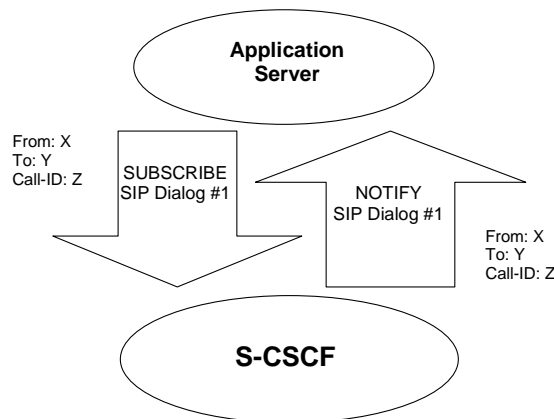 Application
Server
From: X
To: Y
Call-ID: Z
SUBSCRIBE
SIP Dialog #1
NOTIFY
SIP Dialog #1
From: X
To: Y
Call-ID: Z
S-CSCF